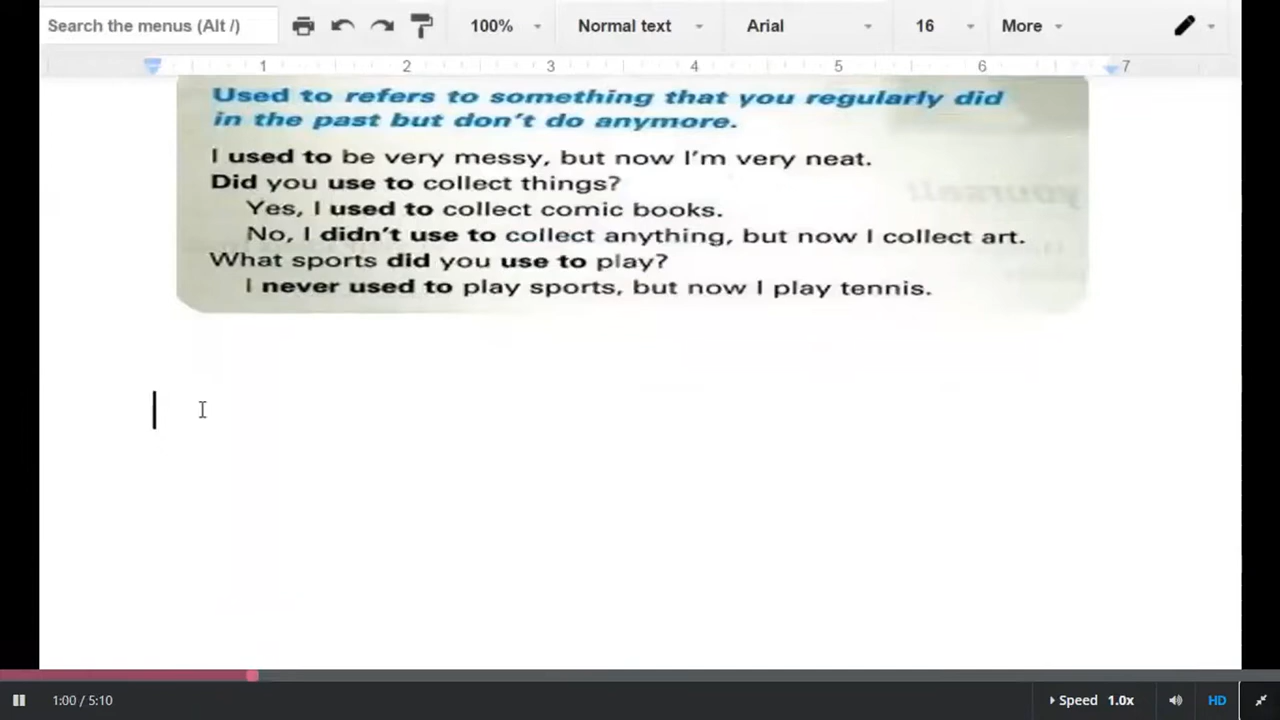 Search the menus (Alt /) 100% Normal text Arial 16 More
1 2 3 4 5 6 7
Used to refers to something that you regularly did
in the past but don't do anymore.
I used to be very messy, but now I'm very neat.
Did you use to collect things?
Yes, I used to collect comic books.
No, I didn't use to collect anything, but now I collect art.
What sports did you use to play?
I never used to play sports, but now I play tennis.
1:00 / 5:10 Speed 1.0x HD